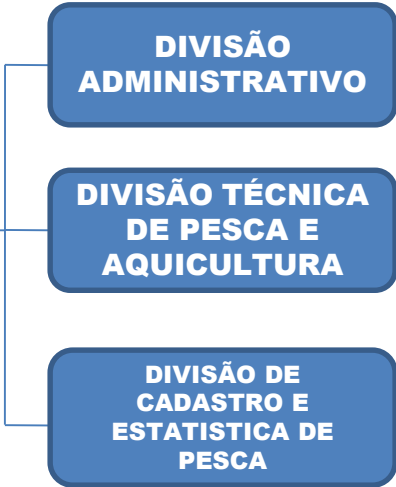 DIVISÃO
ADMINISTRATIVO
DIVISÃO TÉCNICA
DE PESCA E
AQUICULTURA
DIVISÃO DE
CADASTRO E
ESTATISTICA DE
PESCA